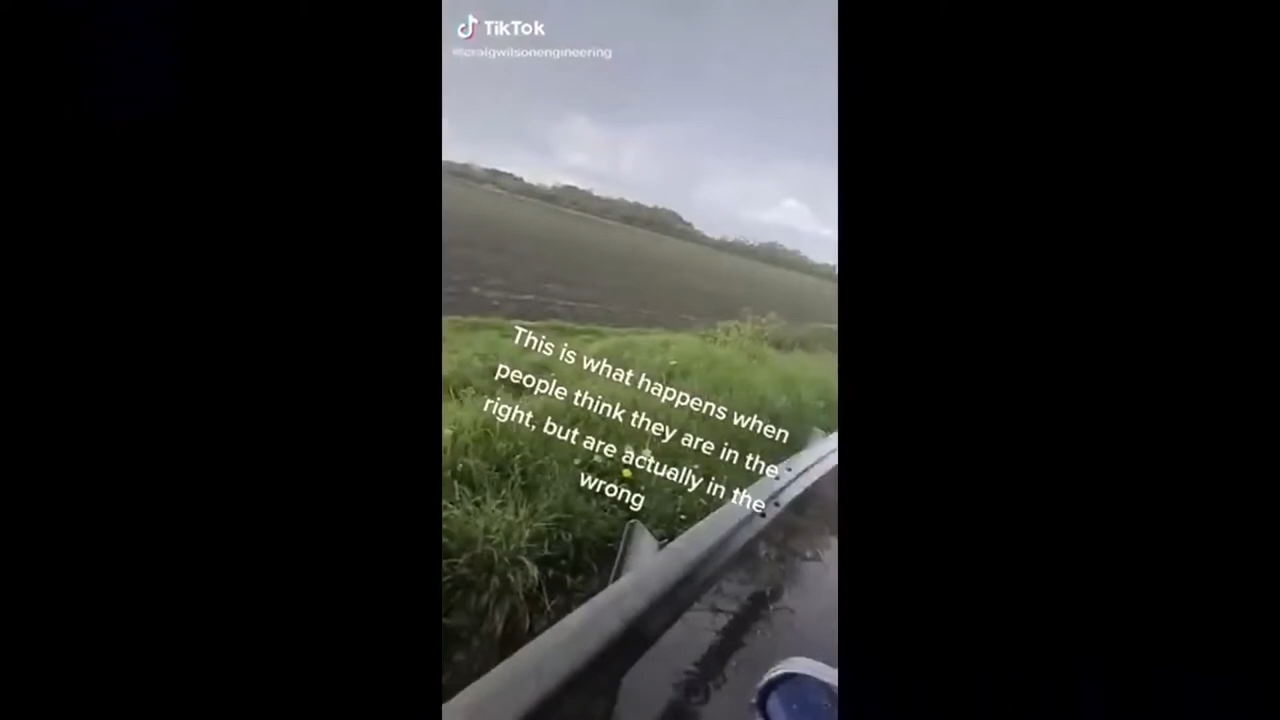 TikTok
@craigwilsonengineering
This is what happens when
people think they are in the
right, but are actually in the
wrong